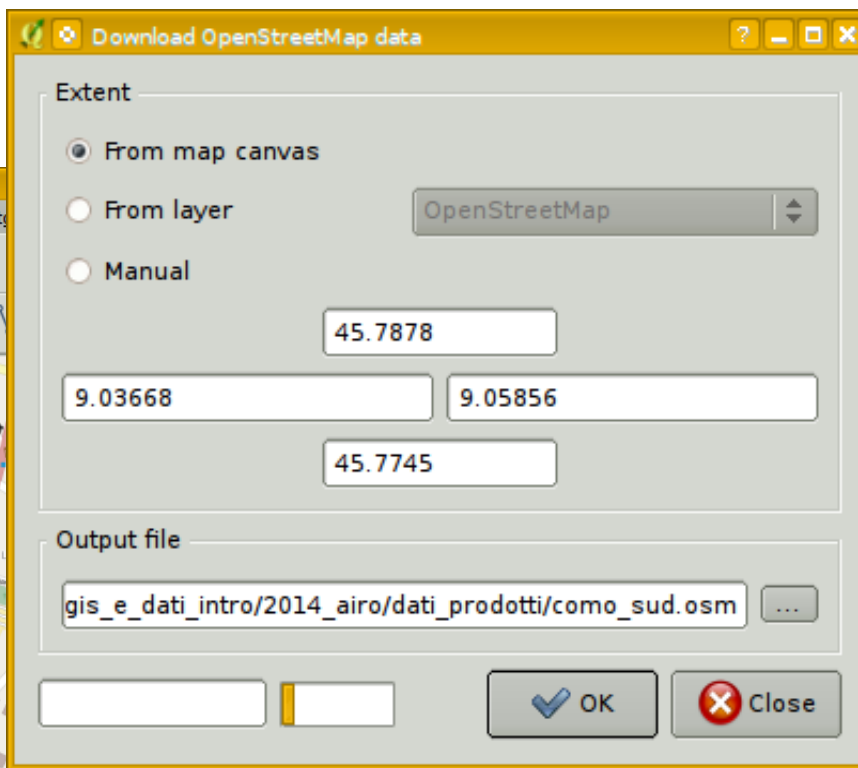 Download OpenStreetMap data
?
Extent
From map canvas
From layer
OpenStreetMap
Manual
45.7878
9.03668
9.05856
45.7745
Output file
gis_e_dati_intro/2014_airo/dati_prodotti/como_sud.osm
...
OK
Close